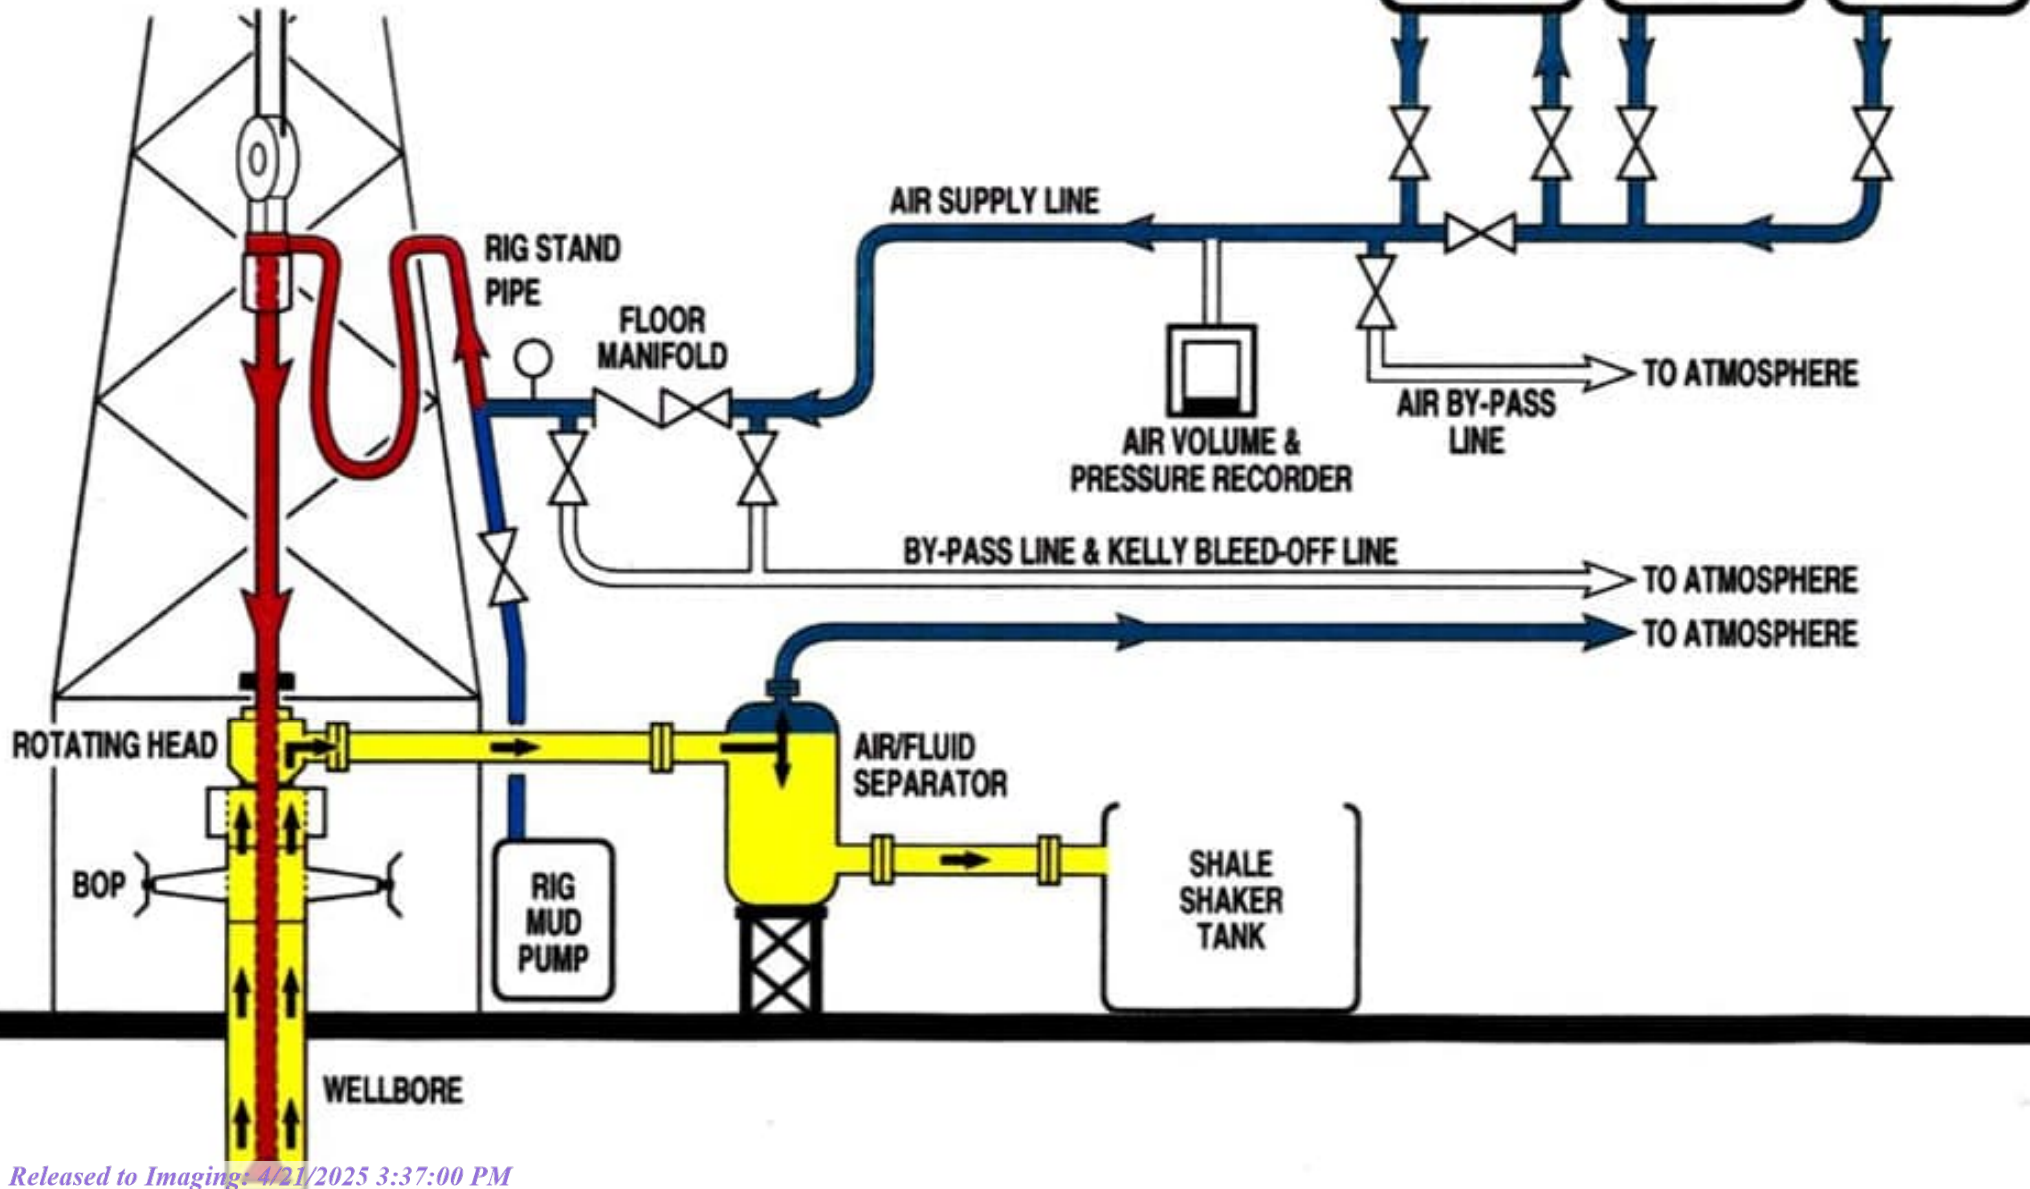 AIR SUPPLY LINE
RIG STAND
PIPE
FLOOR
MANIFOLD
TO ATMOSPHERE
AIR BY-PASS
LINE
AIR VOLUME &
PRESSURE RECORDER
BY-PASS LINE & KELLY BLEED-OFF LINE
TO ATMOSPHERE
TO ATMOSPHERE
ROTATING HEAD
AIR/FLUID
SEPARATOR
BOP
RIG
MUD
PUMP
SHALE
SHAKER
TANK
WELLBORE
Released to Imaging: 4/21/2025 3:37:00 PM